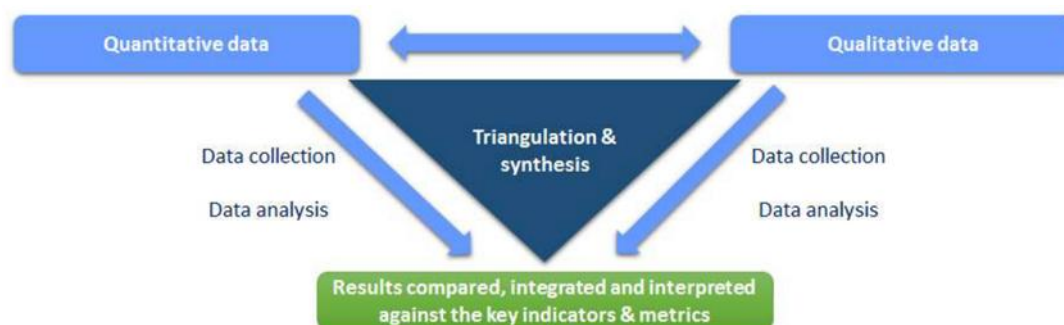 Quantitative data
Qualitative data
Triangulation &
synthesis
Data collection
Data analysis
Data collection
Data analysis
Results compared, integrated and interpreted
against the key indicators & metrics